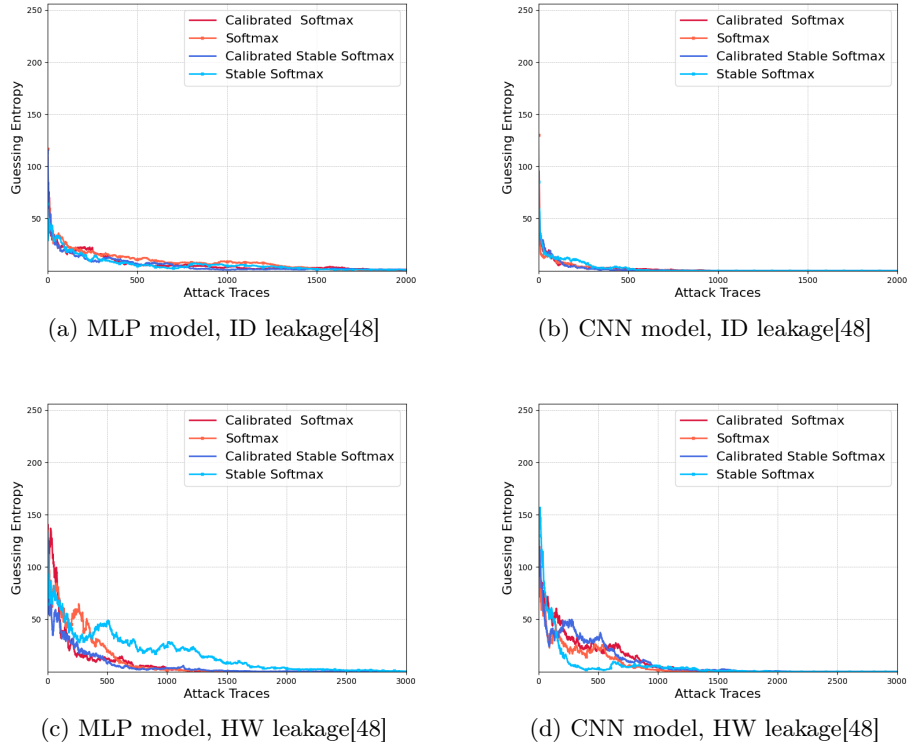 250
200
150
100
50
Guessing Entropy
Calibrated  Softmax
Softmax
Calibrated Stable Softmax
Stable Softmax
0 500 1000 1500 2000
Attack Traces
(a) MLP model, ID leakage[48]
250
200
150
100
50
Guessing Entropy
Calibrated  Softmax
Softmax
Calibrated Stable Softmax
Stable Softmax
0 500 1000 1500 2000
Attack Traces
(b) CNN model, ID leakage[48]
250
200
150
100
50
Guessing Entropy
Calibrated  Softmax
Softmax
Calibrated Stable Softmax
Stable Softmax
0 500 1000 1500 2000 2500 3000
Attack Traces
(c) MLP model, HW leakage[48]
250
200
150
100
50
Guessing Entropy
Calibrated  Softmax
Softmax
Calibrated Stable Softmax
Stable Softmax
0 500 1000 1500 2000 2500 3000
Attack Traces
(d) CNN model, HW leakage[48]